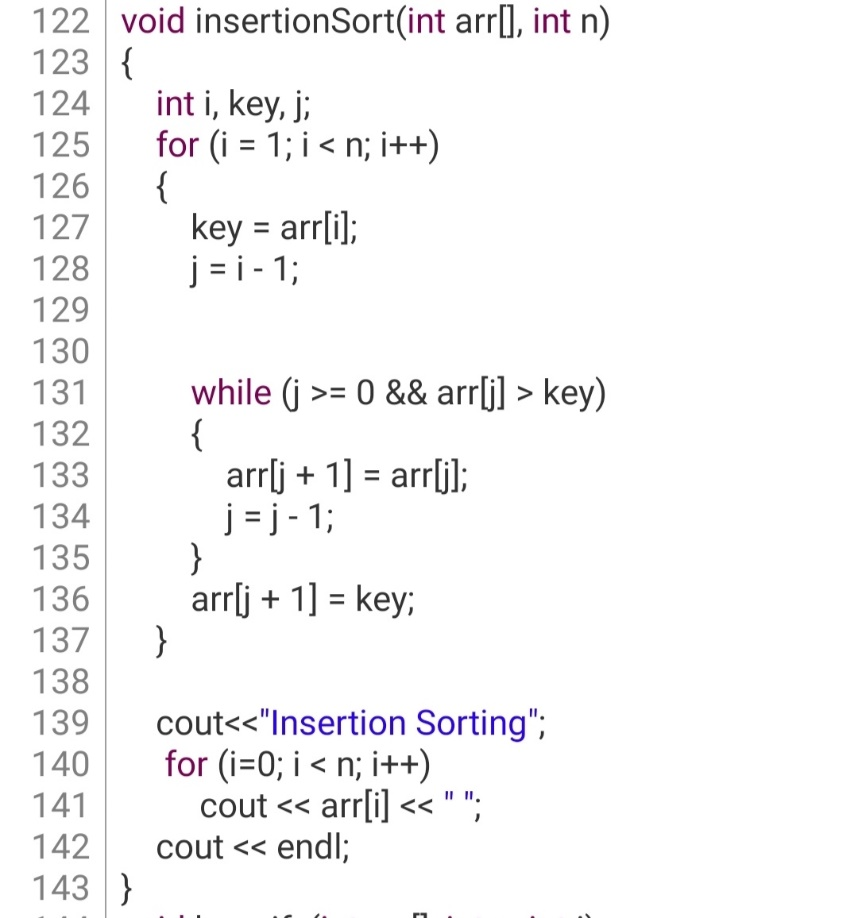 122 void insertionSort(int arr[], int n)
123 {
124 int i, key, j;
125 for (i = 1; i < n; i++)
126 {
127 key = arr[i];
128 j = i - 1;
129
130
131 while (j >= 0 && arr[j] > key)
132 {
133 arr[j + 1] = arr[j];
134 j = j - 1;
135 }
136 arr[j + 1] = key;
137 }
138
139 cout<<"Insertion Sorting";
140 for (i=0; i < n; i++)
141 cout << arr[i] << " ";
142 cout << endl;
143 }